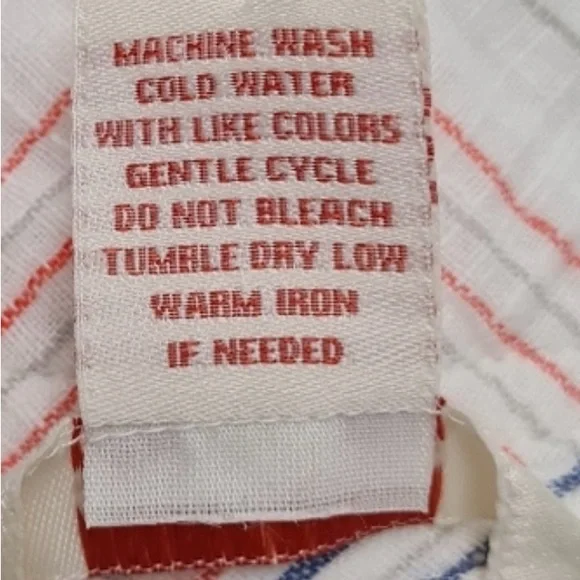 MACHINE WASH
COLD WATER
WITH LIKE COLORS
GENTLE CYCLE
DO NOT BLEACH
TUMBLE DRY LOW
WARM IRON
IF NEEDED